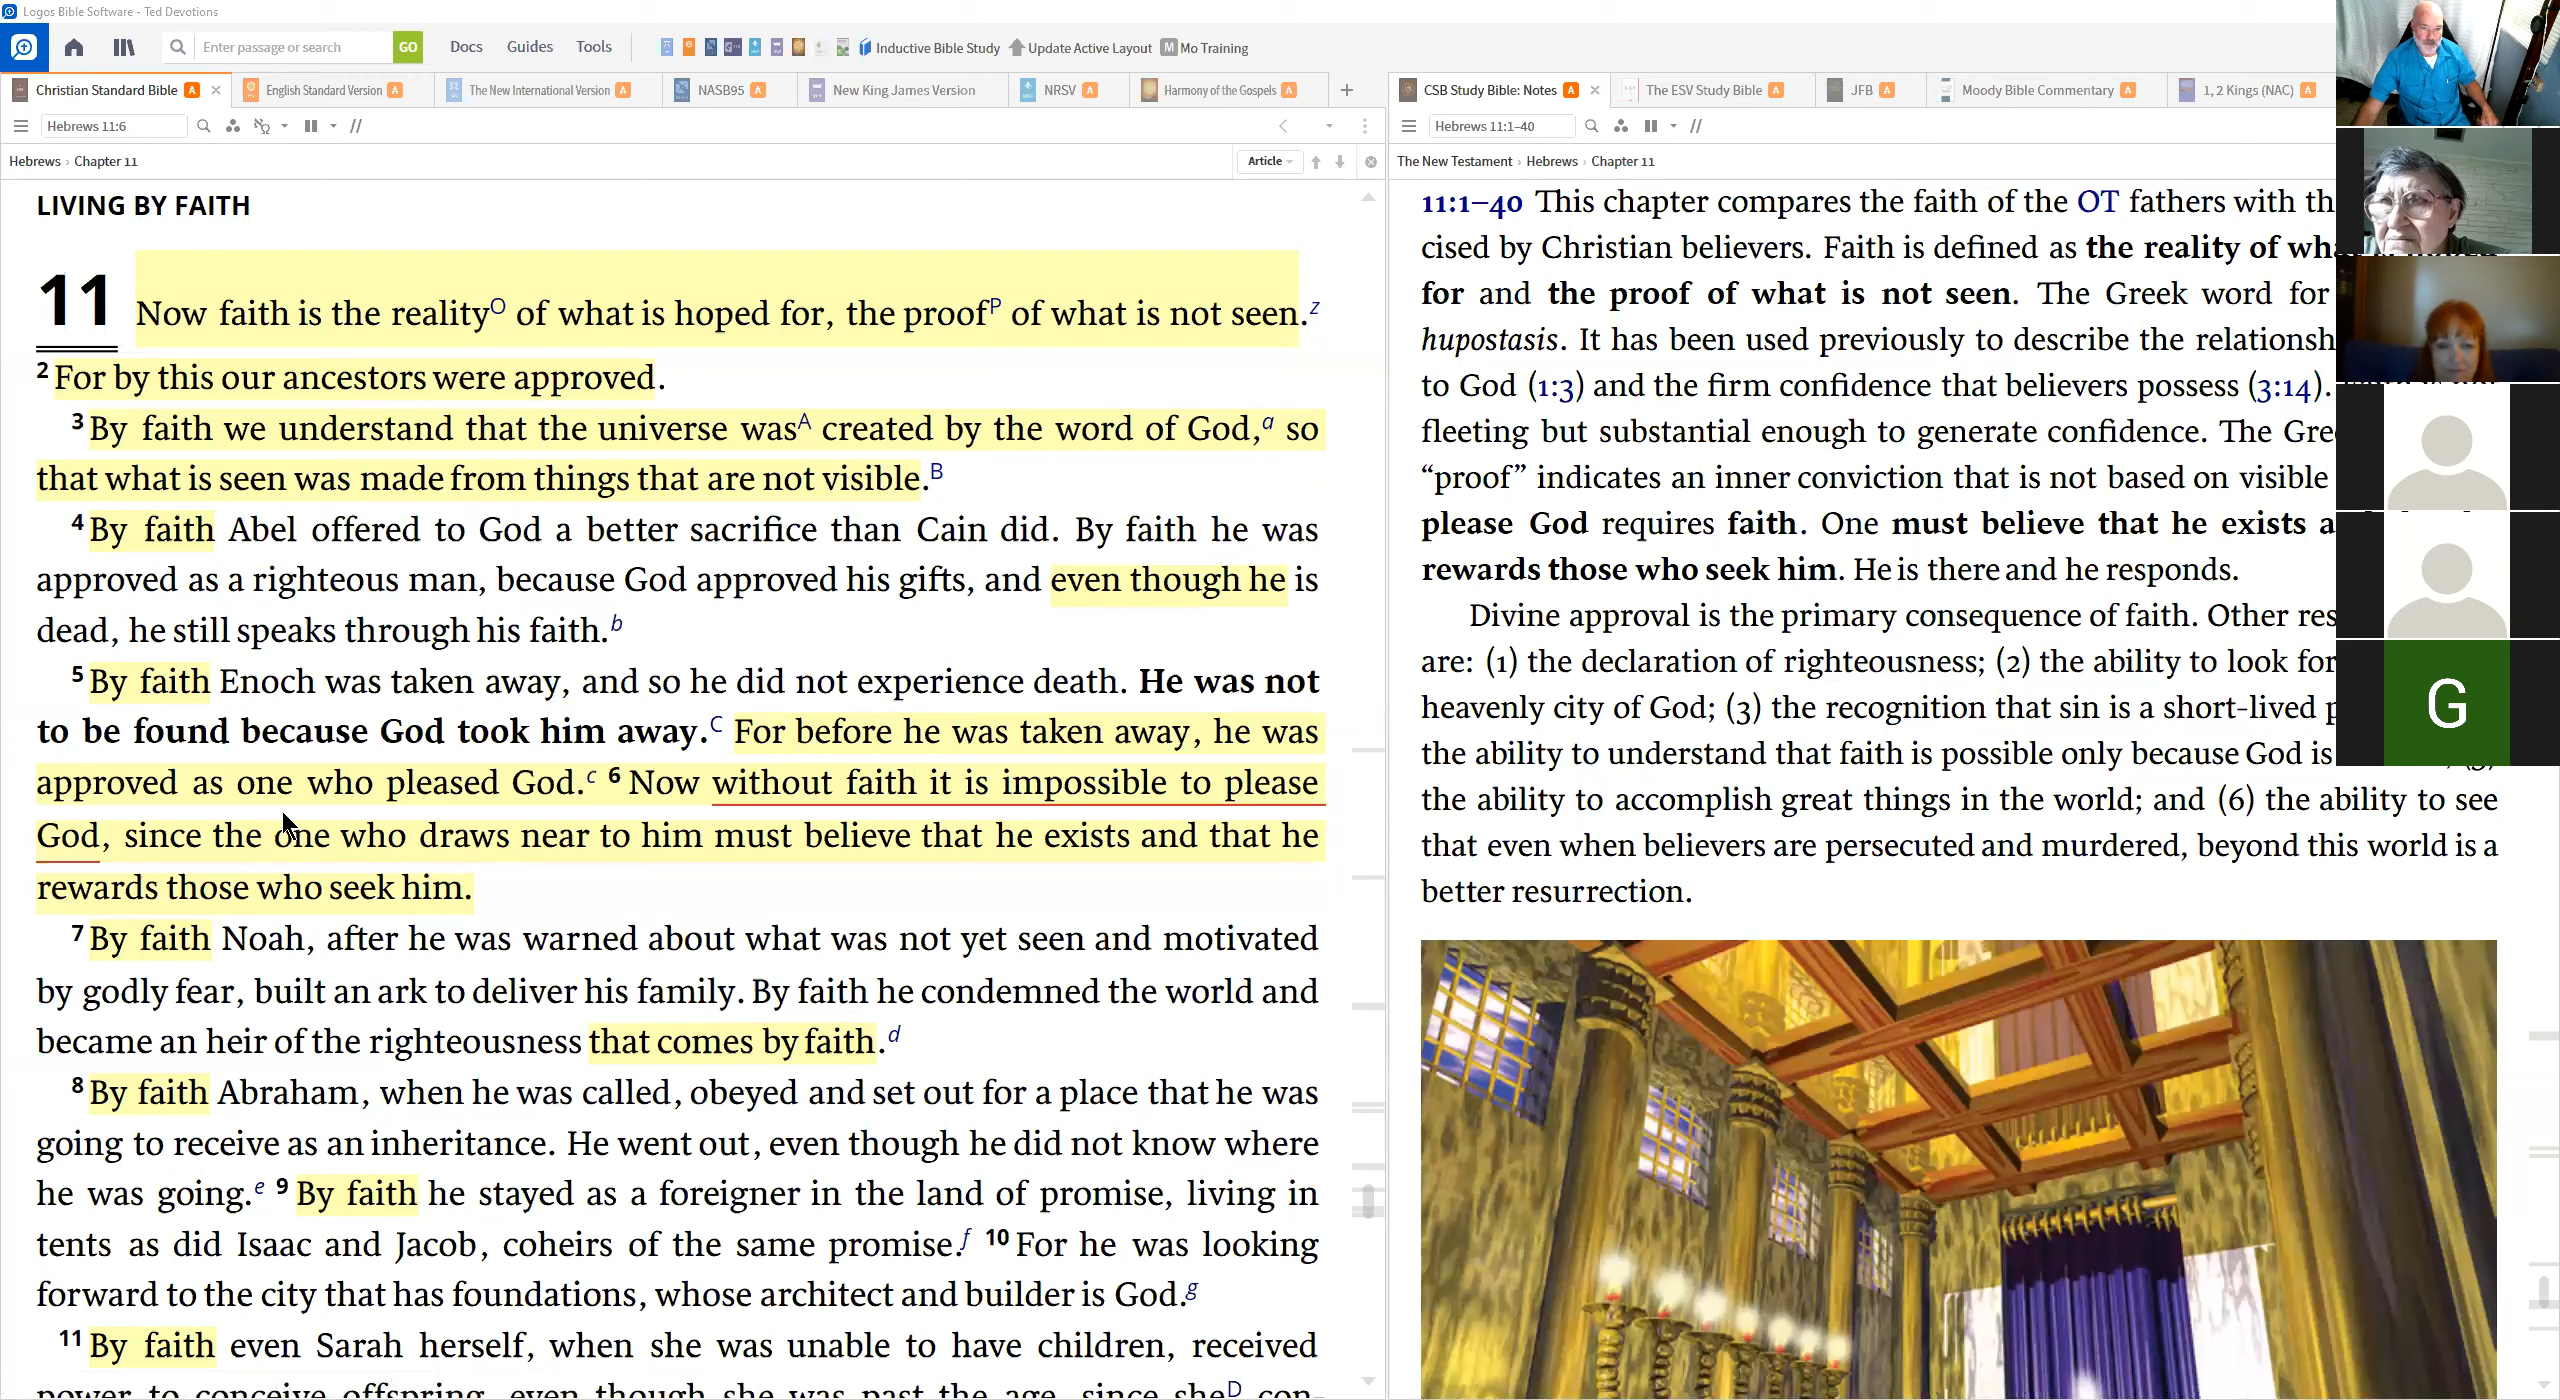 Logos Bible Software - Ted Devotions
Enter passage or search GO Docs Guides Tools Inductive Bible Study Update Active Layout M Mo Training
Christian Standard Bible A English Standard Version A The New International Version A NASB95 A New King James Version NRSV A Harmony of the Gospels A
Hebrews 11:6
Hebrews › Chapter 11 Article
LIVING BY FAITH
11 Now faith is the realityO of what is hoped for, the proofP of what is not seen.z
2 For by this our ancestors were approved.
3 By faith we understand that the universe wasA created by the word of God,a so
that what is seen was made from things that are not visible.B
4 By faith Abel offered to God a better sacrifice than Cain did. By faith he was
approved as a righteous man, because God approved his gifts, and even though he is
dead, he still speaks through his faith.b
5 By faith Enoch was taken away, and so he did not experience death. He was not
to be found because God took him away.C For before he was taken away, he was
approved as one who pleased God.c 6 Now without faith it is impossible to please
God, since the one who draws near to him must believe that he exists and that he
rewards those who seek him.
7 By faith Noah, after he was warned about what was not yet seen and motivated
by godly fear, built an ark to deliver his family. By faith he condemned the world and
became an heir of the righteousness that comes by faith.d
8 By faith Abraham, when he was called, obeyed and set out for a place that he was
going to receive as an inheritance. He went out, even though he did not know where
he was going.e 9 By faith he stayed as a foreigner in the land of promise, living in
tents as did Isaac and Jacob, coheirs of the same promise.f 10 For he was looking
forward to the city that has foundations, whose architect and builder is God.g
11 By faith even Sarah herself, when she was unable to have children, received
power to conceive offspring, even though she was past the age, since sheD con-
CSB Study Bible: Notes A The ESV Study Bible A JFB A Moody Bible Commentary A 1, 2 Kings (NAC) A
Hebrews 11:1–40
The New Testament › Hebrews › Chapter 11
11:1–40 This chapter compares the faith of the OT fathers with
cised by Christian believers. Faith is defined as the reality of
for and the proof of what is not seen. The Greek word for
hupostasis. It has been used previously to describe the
to God (1:3) and the firm confidence that believers possess (3:14).
fleeting but substantial enough to generate confidence. The
“proof” indicates an inner conviction that is not based on visible
please God requires faith. One must believe that he exists
rewards those who seek him. He is there and he responds.
Divine approval is the primary consequence of faith. Other
are: (1) the declaration of righteousness; (2) the ability to look
heavenly city of God; (3) the recognition that sin is a short-lived
the ability to understand that faith is possible only because God is
the ability to accomplish great things in the world; and (6) the ability to see
that even when believers are persecuted and murdered, beyond this world is a
better resurrection.
G